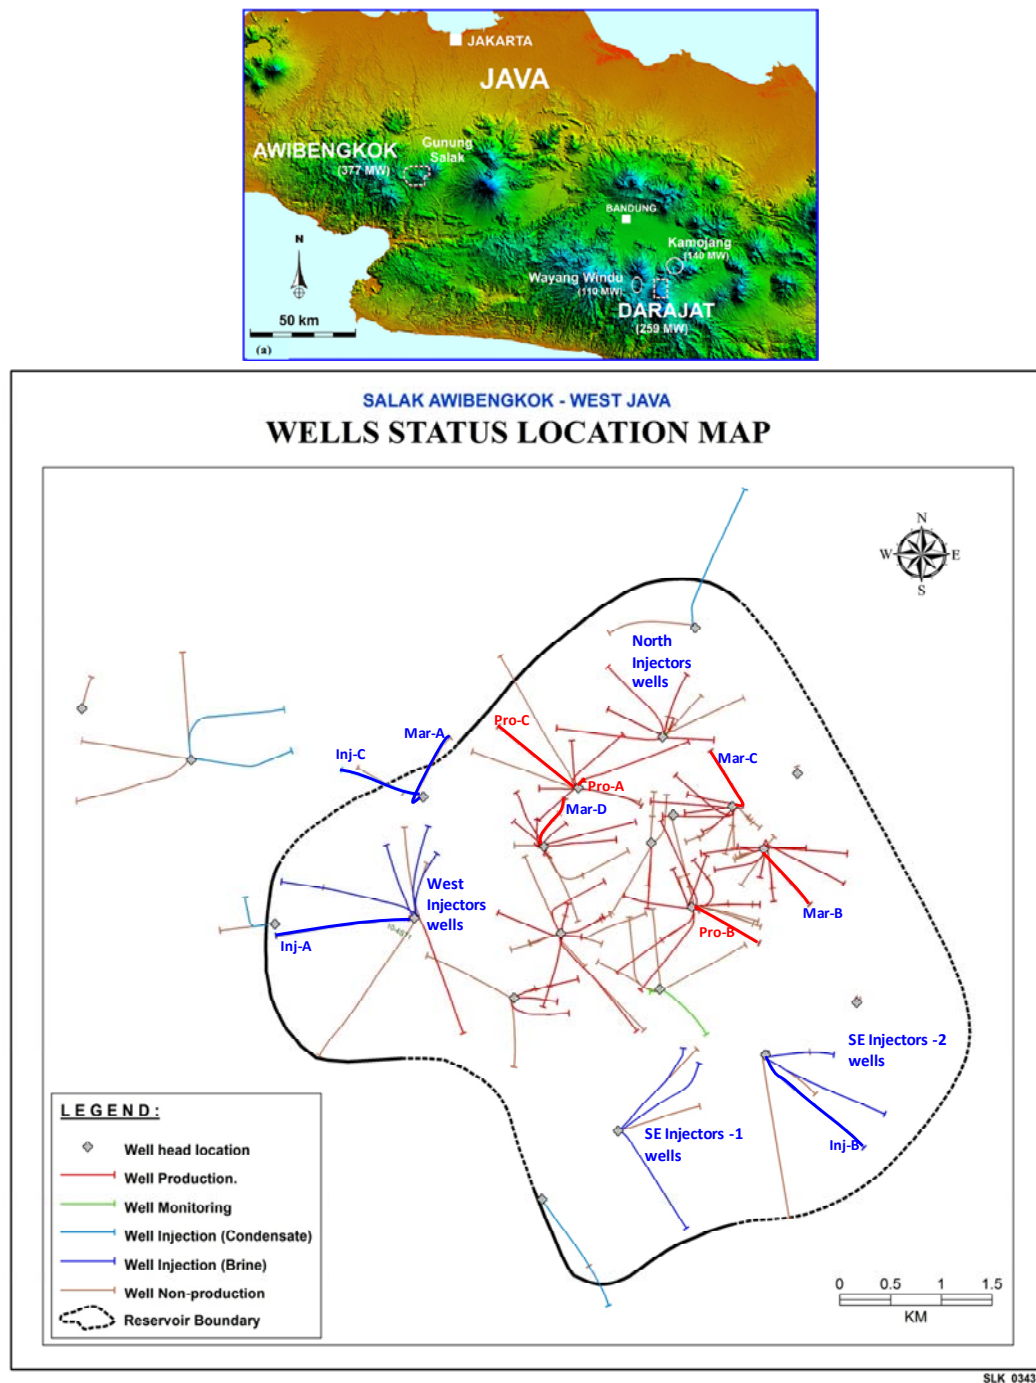 JAKARTA
JAVA
Gunung
Salak
AWIBENGKOK
(377 MW)
BANDUNG
Kamojang
(140 MW)
Wayang Windu
(110 MW)
DARAJAT
(259 MW)
N
50 km
(a)
SALAK AWIBENGKOK - WEST JAVA
WELLS STATUS LOCATION MAP
N
W E
S
North
Injectors
wells
Mar-A
Pro-C
Inj-C
Mar-C
Pro-A
Mar-D
West
Injectors
wells
Mar-B
Pro-B
Inj-A
SE Injectors -2
wells
SE Injectors -1
wells
Inj-B
LEGEND:
Well head location
Well Production.
Well Monitoring
Well Injection (Condensate)
Well Injection (Brine)
Well Non-production
Reservoir Boundary
0 0.5 1 1.5
KM